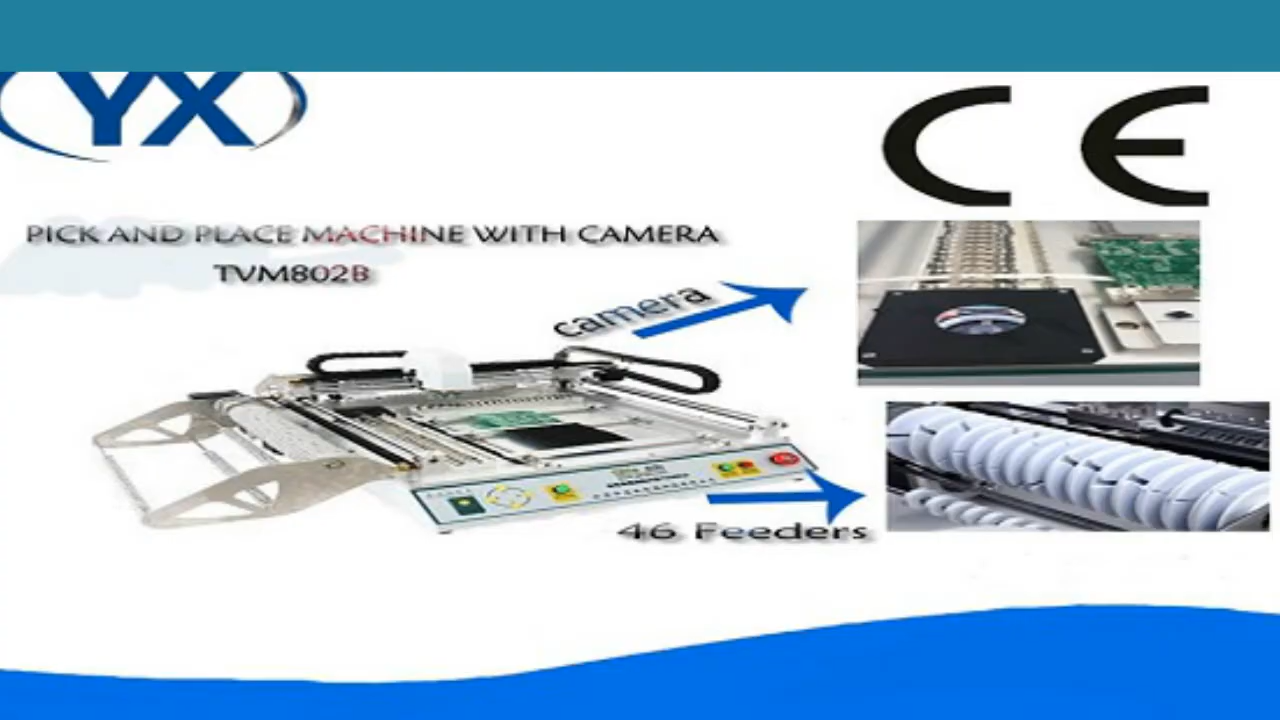 YX
CE
PICK AND PLACE MACHINE WITH CAMERA
TVM802B
camera
46 Feeders